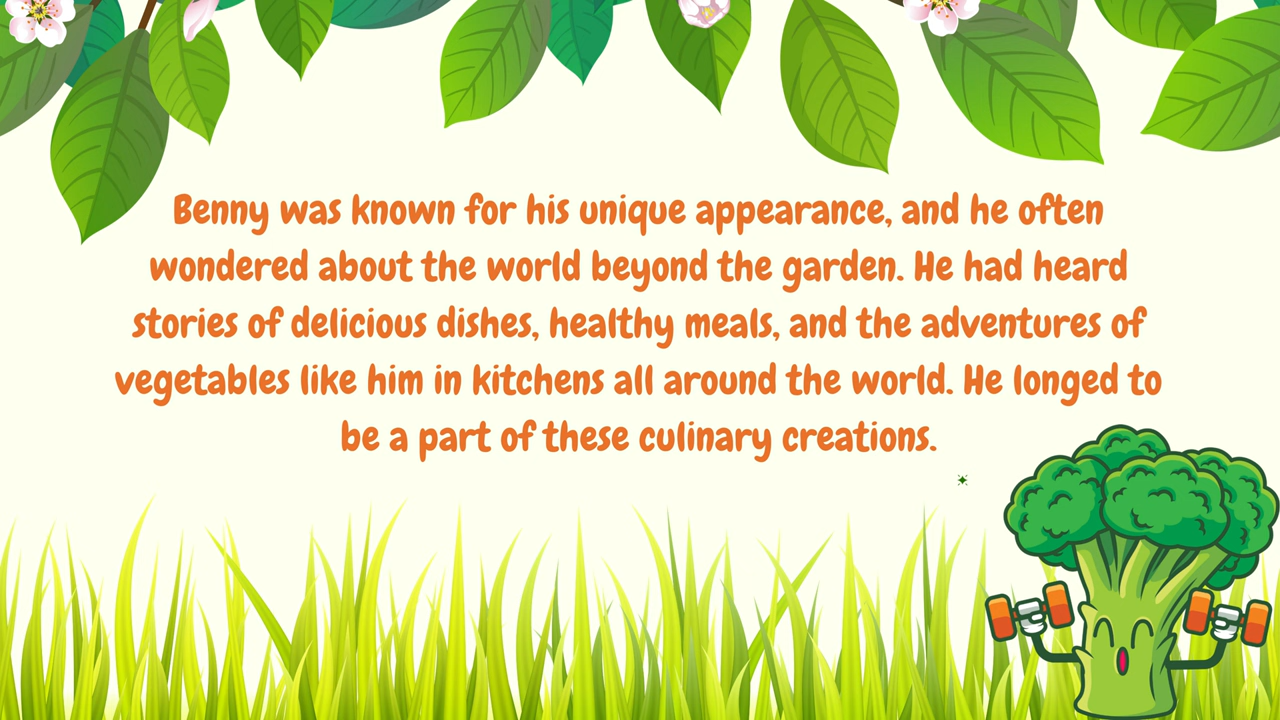 Benny was known for his unique appearance, and he often
wondered about the world beyond the garden. He had heard
stories of delicious dishes, healthy meals, and the adventures of
vegetables like him in kitchens all around the world. He longed to
be a part of these culinary creations.